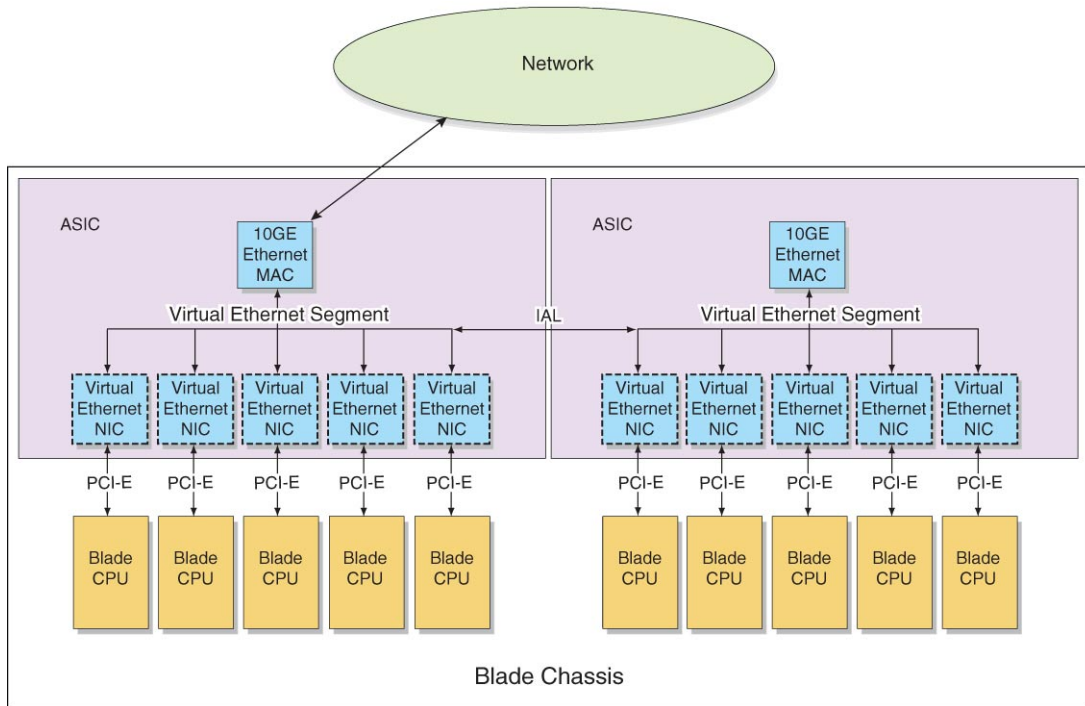 Network
ASIC
10GE
Ethernet
MAC
ASIC
10GE
Ethernet
MAC
Virtual Ethernet Segment
IAL
Virtual Ethernet Segment
Virtual
Ethernet
NIC
Virtual
Ethernet
NIC
Virtual
Ethernet
NIC
Virtual
Ethernet
NIC
Virtual
Ethernet
NIC
Virtual
Ethernet
NIC
Virtual
Ethernet
NIC
Virtual
Ethernet
NIC
Virtual
Ethernet
NIC
Virtual
Ethernet
NIC
PCI-E
PCI-E
PCI-E
PCI-E
PCI-E
PCI-E
PCI-E
PCI-E
PCI-E
PCI-E
Blade
CPU
Blade
CPU
Blade
CPU
Blade
CPU
Blade
CPU
Blade
CPU
Blade
CPU
Blade
CPU
Blade
CPU
Blade
CPU
Blade Chassis